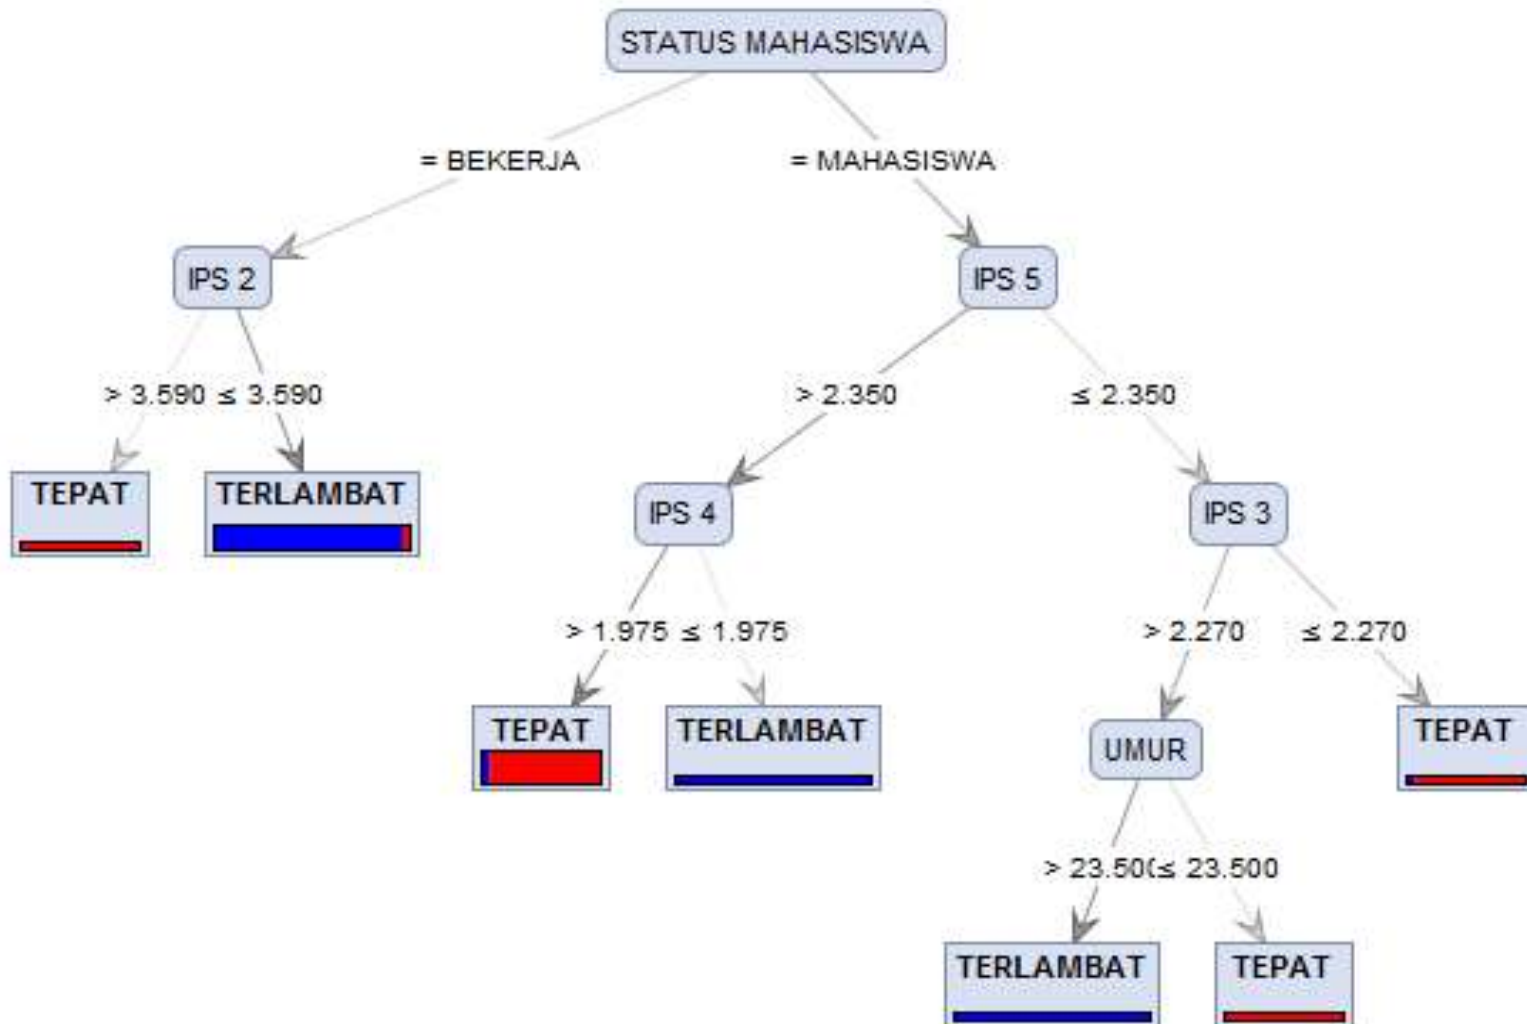 STATUS MAHASISWA
= BEKERJA
= MAHASISWA
IPS 2
IPS 5
> 3.590
≤ 3.590
> 2.350
≤ 2.350
TEPAT
TERLAMBAT
IPS 4
IPS 3
> 1.975
≤ 1.975
> 2.270
≤ 2.270
TEPAT
TERLAMBAT
UMUR
TEPAT
> 23.50
≤ 23.500
TERLAMBAT
TEPAT